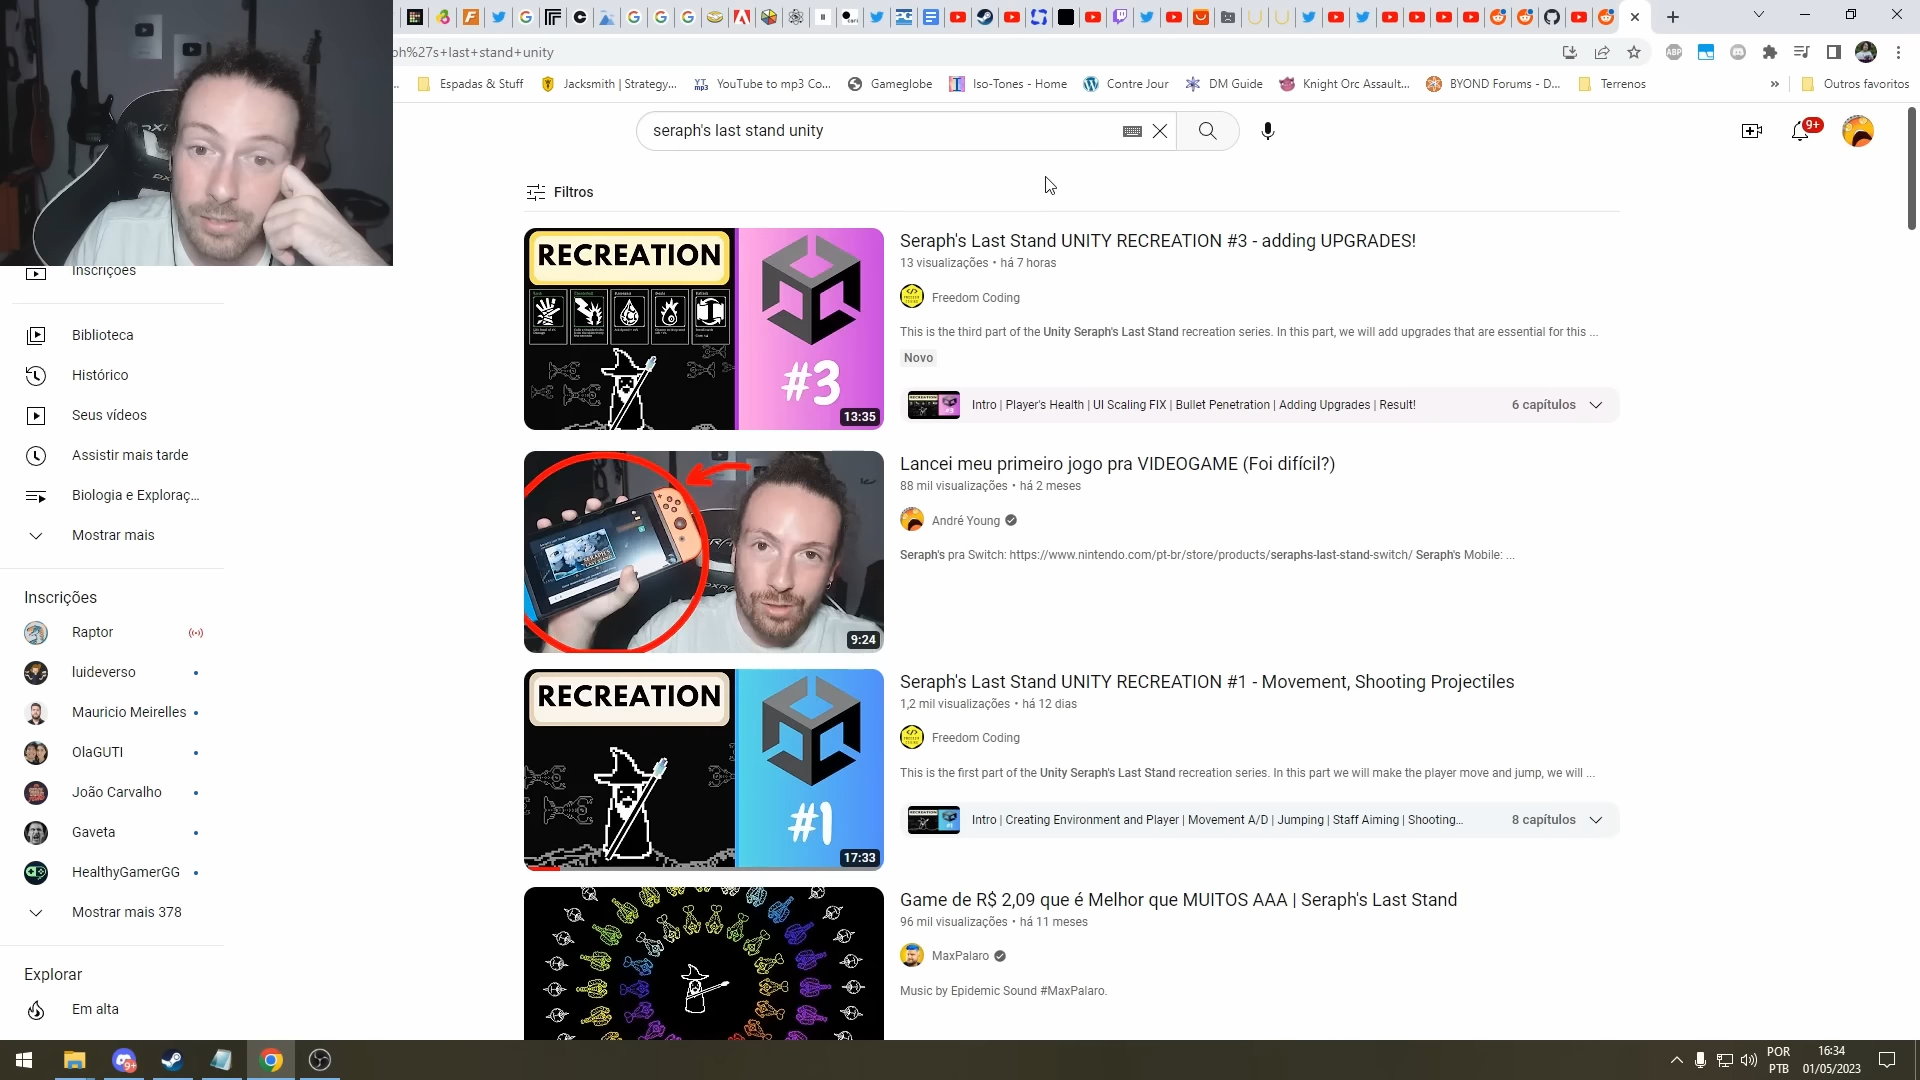 ph%27s+last+stand+unity
Espadas & Stuff
Jacksmith | Strategy...
YouTube to mp3 Co...
Gameglobe
Iso-Tones - Home
Contre Jour
DM Guide
Knight Orc Assault...
BYOND Forums - D...
Terrenos
Outros favoritos
seraph's last stand unity
9+
Filtros
Inscrições
Biblioteca
Histórico
Seus vídeos
Assistir mais tarde
Biologia e Exploraç...
Mostrar mais
Inscrições
Raptor
luideverso
Mauricio Meirelles
OlaGUTI
João Carvalho
Gaveta
HealthyGamerGG
Mostrar mais 378
Explorar
Em alta
RECREATION
#3
13:35
Seraph's Last Stand UNITY RECREATION #3 - adding UPGRADES!
13 visualizações • há 7 horas
Freedom Coding
This is the third part of the Unity Seraph's Last Stand recreation series. In this part, we will add upgrades that are essential for this ...
Novo
Intro | Player's Health | UI Scaling FIX | Bullet Penetration | Adding Upgrades | Result!
6 capítulos
9:24
Lancei meu primeiro jogo pra VIDEOGAME (Foi difícil?)
88 mil visualizações • há 2 meses
André Young
Seraph's pra Switch: https://www.nintendo.com/pt-br/store/products/seraphs-last-stand-switch/ Seraph's Mobile: ...
RECREATION
#1
17:33
Seraph's Last Stand UNITY RECREATION #1 - Movement, Shooting Projectiles
1,2 mil visualizações • há 12 dias
Freedom Coding
This is the first part of the Unity Seraph's Last Stand recreation series. In this part we will make the player move and jump, we will ...
Intro | Creating Environment and Player | Movement A/D | Jumping | Staff Aiming | Shooting...
8 capítulos
Game de R$ 2,09 que é Melhor que MUITOS AAA | Seraph's Last Stand
96 mil visualizações • há 11 meses
MaxPalaro
Music by Epidemic Sound #MaxPalaro.
POR
PTB
16:34
01/05/2023